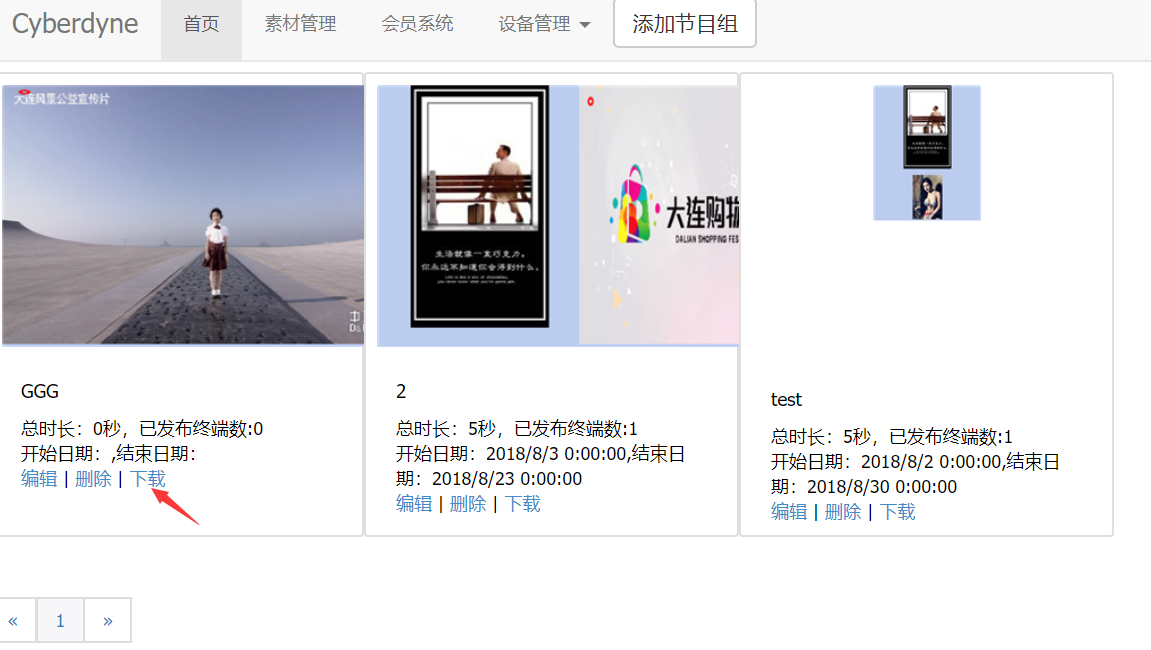 Cyberdyne 首页 素材管理 会员系统 设备管理 添加节目组
大连风景公益宣传片
生活就像一盒巧克力,
你永远不知道你会得到什么。
大连购物
DALIAN SHOPPING FES
GGG
总时长：0秒，已发布终端数:0
开始日期：,结束日期：
编辑 | 删除 | 下载
2
总时长：5秒，已发布终端数:1
开始日期：2018/8/3 0:00:00,结束日
期：2018/8/23 0:00:00
编辑 | 删除 | 下载
test
总时长：5秒，已发布终端数:1
开始日期：2018/8/2 0:00:00,结束日
期：2018/8/30 0:00:00
编辑 | 删除 | 下载
« 1 »